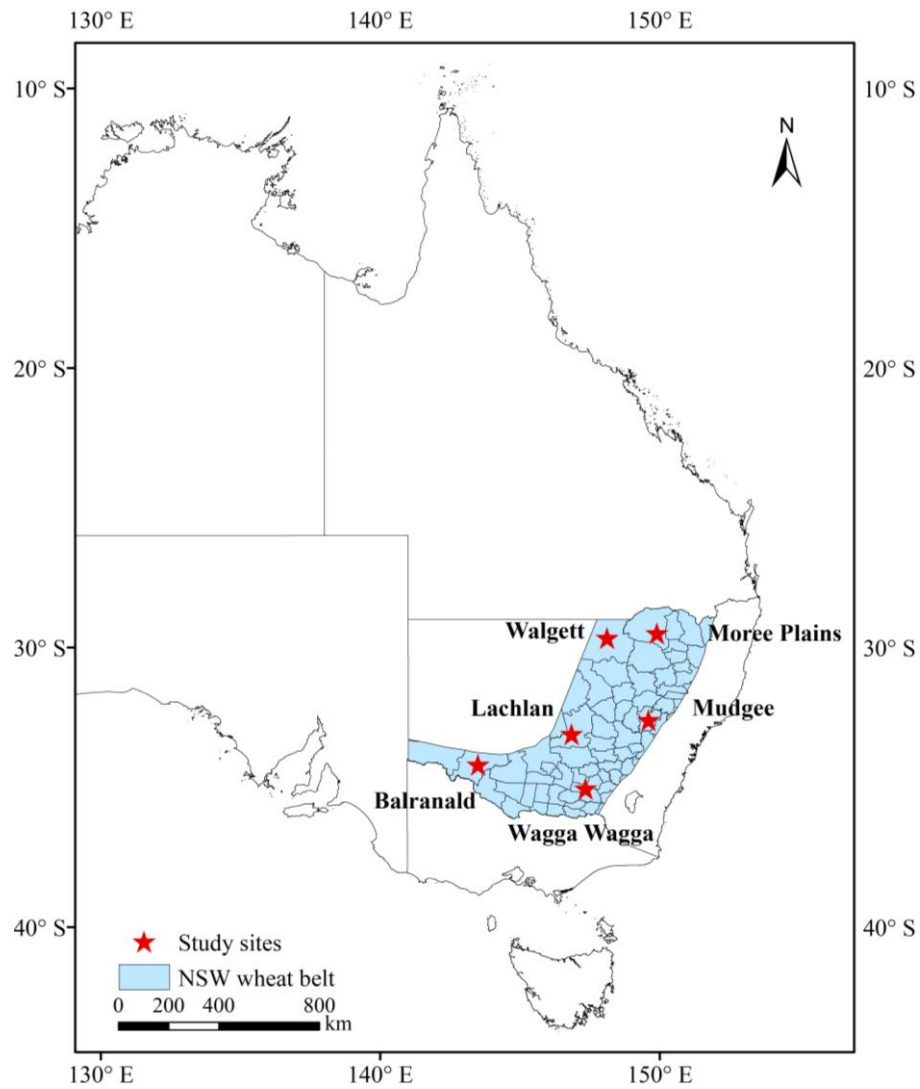 130° E 140° E 150° E
N
10° S 10° S
20° S 20° S
30° S 30° S
Walgett
Moree Plains
Lachlan
Mudgee
Balranald
Wagga Wagga
40° S 40° S
Study sites
NSW wheat belt
0 200 400 800
km
130° E 140° E 150° E